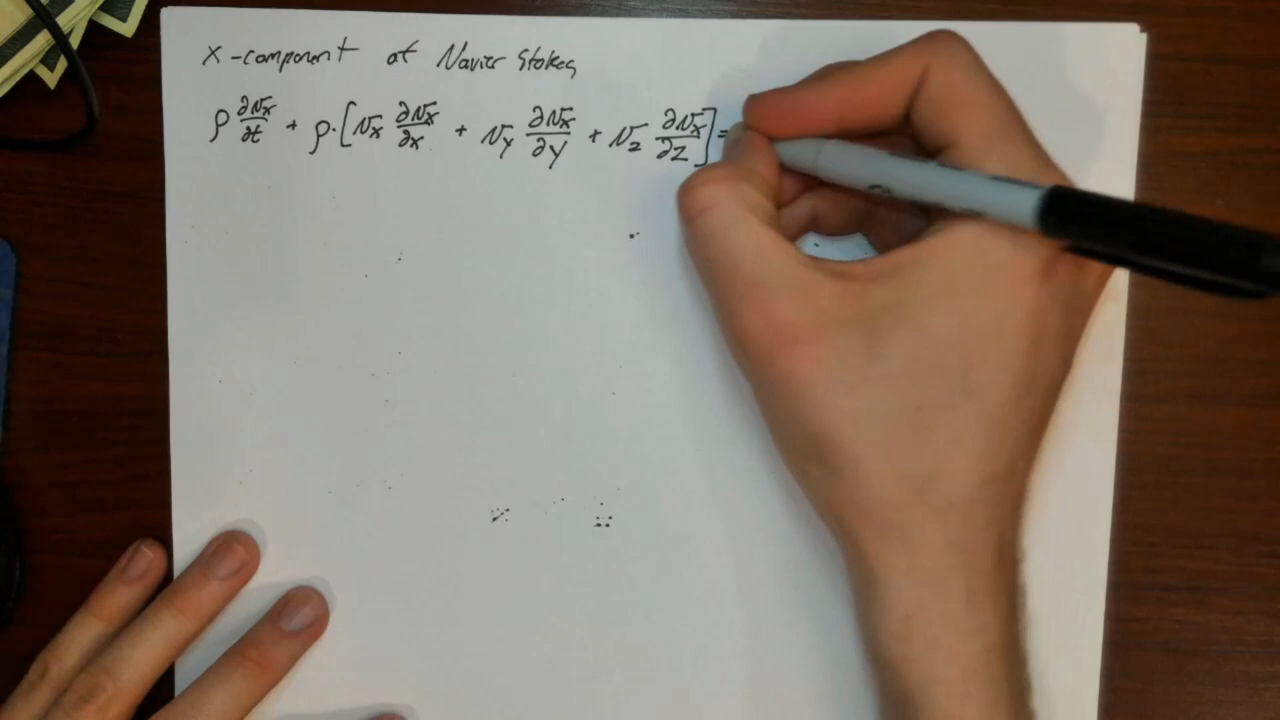 x-component of Navier Stokes
ρ ∂Vx/∂t + ρ·[Vx ∂Vx/∂x + Vy ∂Vx/∂y + Vz ∂Vx/∂z] =